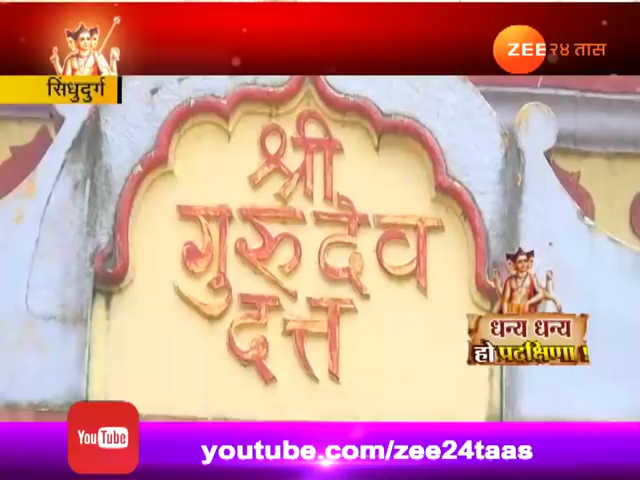 ZEE २४ तास
सिंधुदुर्ग
श्री
गुरुदेव
दत्त
धन्य धन्य
हो प्रदक्षिणा !
YouTube
youtube.com/zee24taas